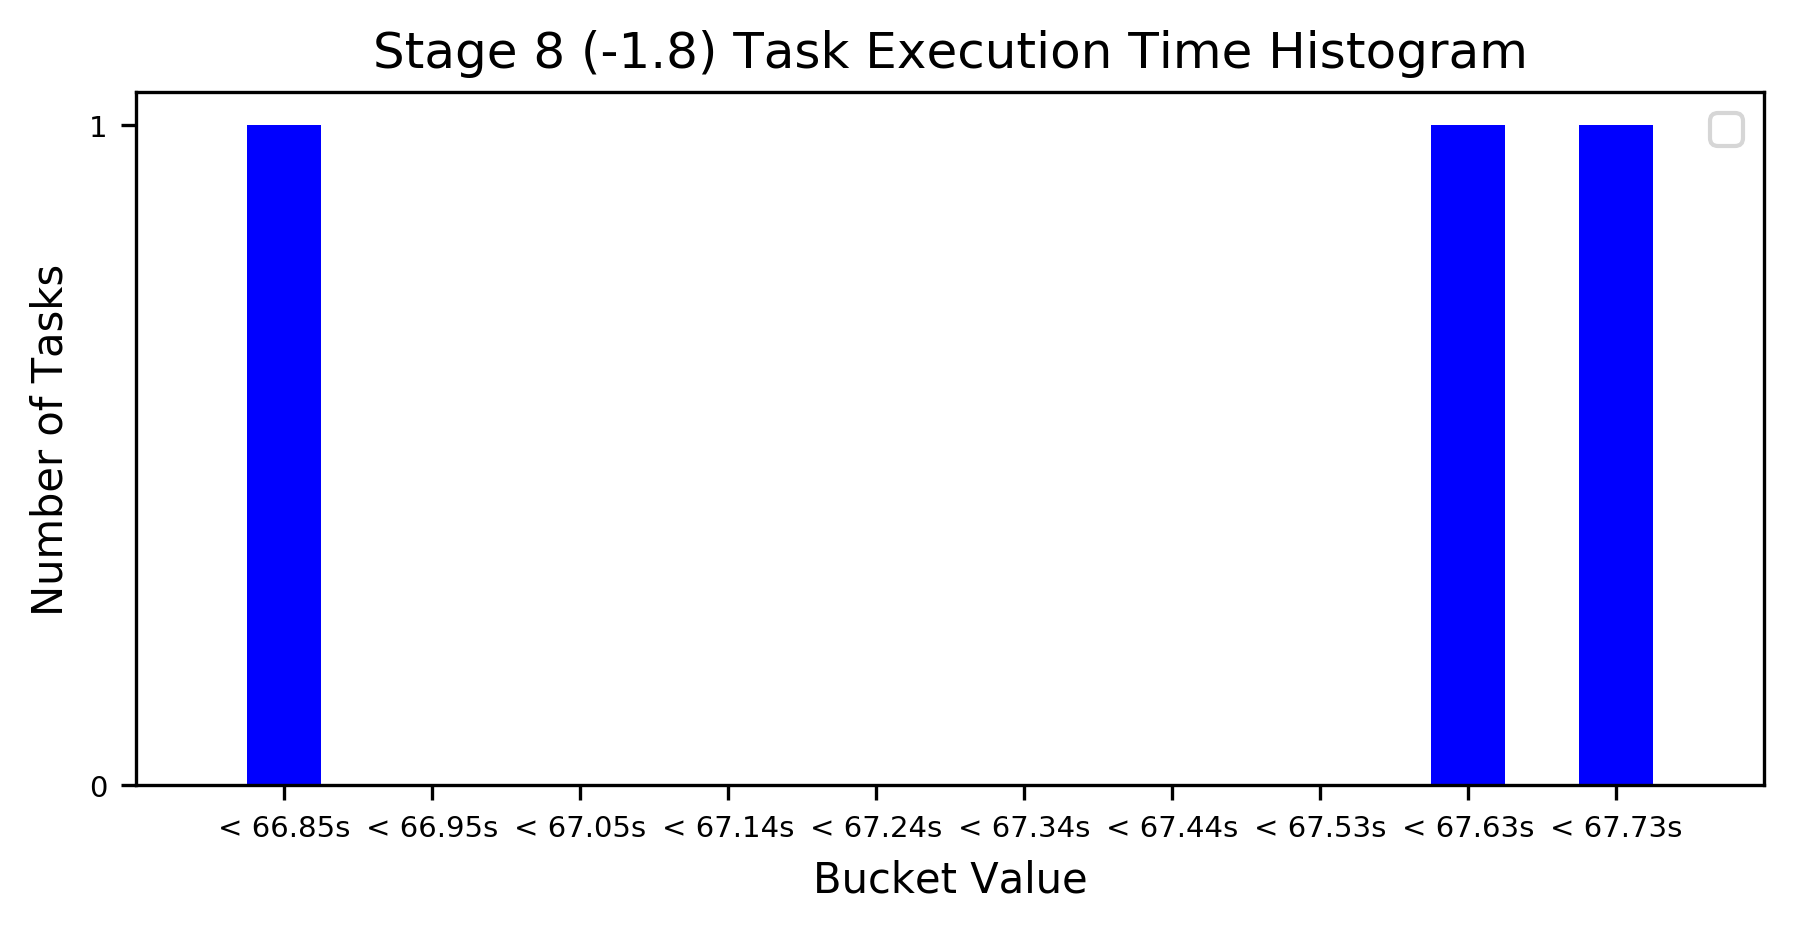 Stage 8 (-1.8) Task Execution Time Histogram
Number of Tasks
1
0
< 66.85s < 66.95s < 67.05s < 67.14s < 67.24s < 67.34s < 67.44s < 67.53s < 67.63s < 67.73s
Bucket Value